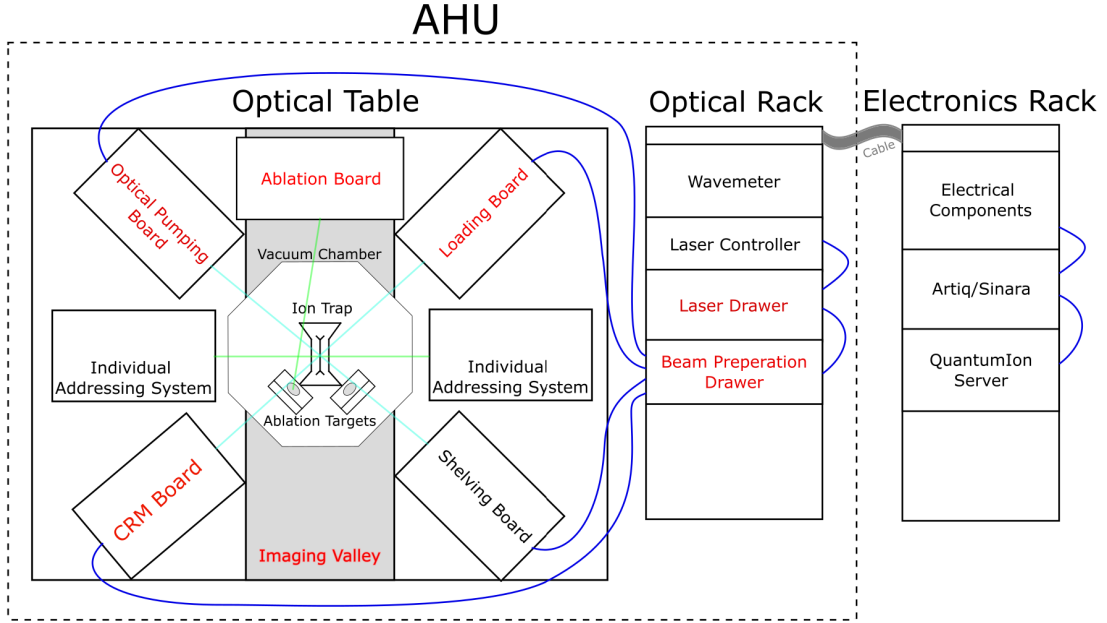 AHU
Optical Table
Optical Rack
Electronics Rack
Cable
Optical Pumping
Board
Ablation Board
Loading Board
Vacuum Chamber
Ion Trap
Individual
Addressing System
Individual
Addressing System
Ablation Targets
CRM Board
Shelving Board
Imaging Valley
Wavemeter
Laser Controller
Laser Drawer
Beam Preperation
Drawer
Electrical
Components
Artiq/Sinara
QuantumIon
Server